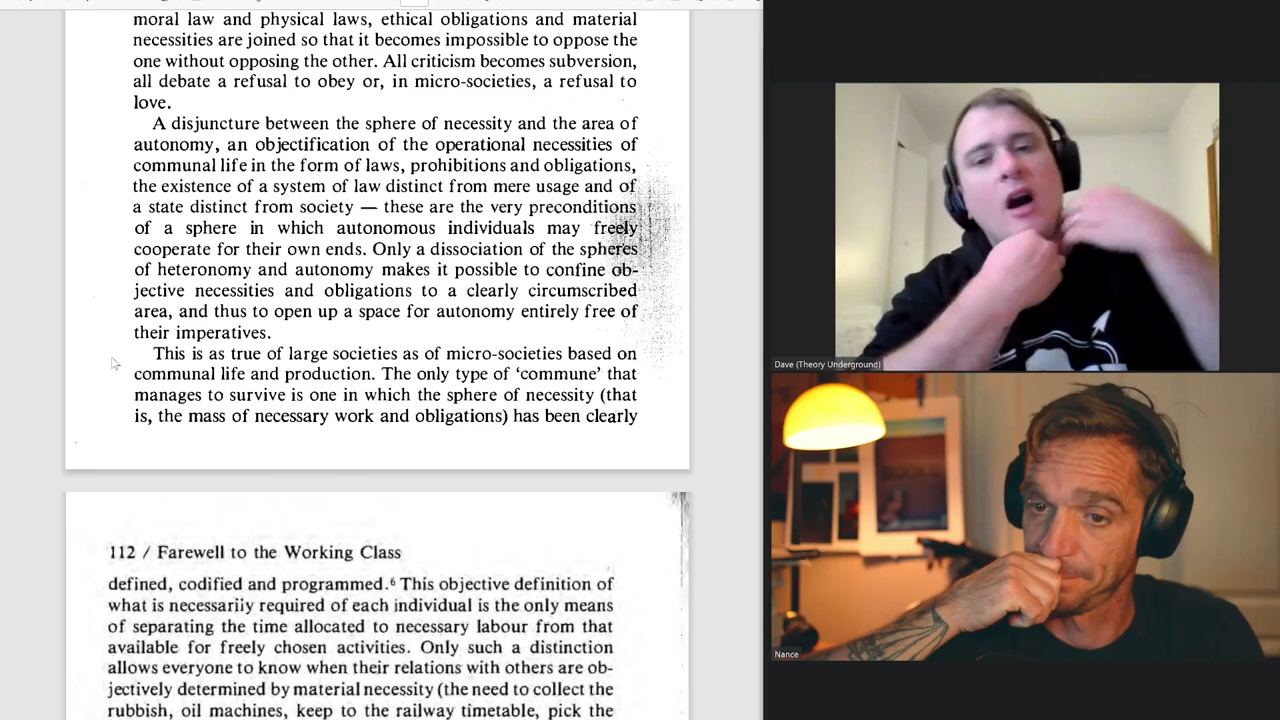 moral law and physical laws, ethical obligations and material
necessities are joined so that it becomes impossible to oppose the
one without opposing the other. All criticism becomes subversion,
all debate a refusal to obey or, in micro-societies, a refusal to
love.
A disjuncture between the sphere of necessity and the area of
autonomy, an objectification of the operational necessities of
communal life in the form of laws, prohibitions and obligations,
the existence of a system of law distinct from mere usage and of
a state distinct from society — these are the very preconditions
of a sphere in which autonomous individuals may freely
cooperate for their own ends. Only a dissociation of the spheres
of heteronomy and autonomy makes it possible to confine ob-
jective necessities and obligations to a clearly circumscribed
area, and thus to open up a space for autonomy entirely free of
their imperatives.
This is as true of large societies as of micro-societies based on
communal life and production. The only type of ‘commune’ that
manages to survive is one in which the sphere of necessity (that
is, the mass of necessary work and obligations) has been clearly
112 / Farewell to the Working Class
defined, codified and programmed.⁶ This objective definition of
what is necessarily required of each individual is the only means
of separating the time allocated to necessary labour from that
available for freely chosen activities. Only such a distinction
allows everyone to know when their relations with others are ob-
jectively determined by material necessity (the need to collect the
rubbish, oil machines, keep to the railway timetable, pick the
Dave (Theory Underground)
Nance